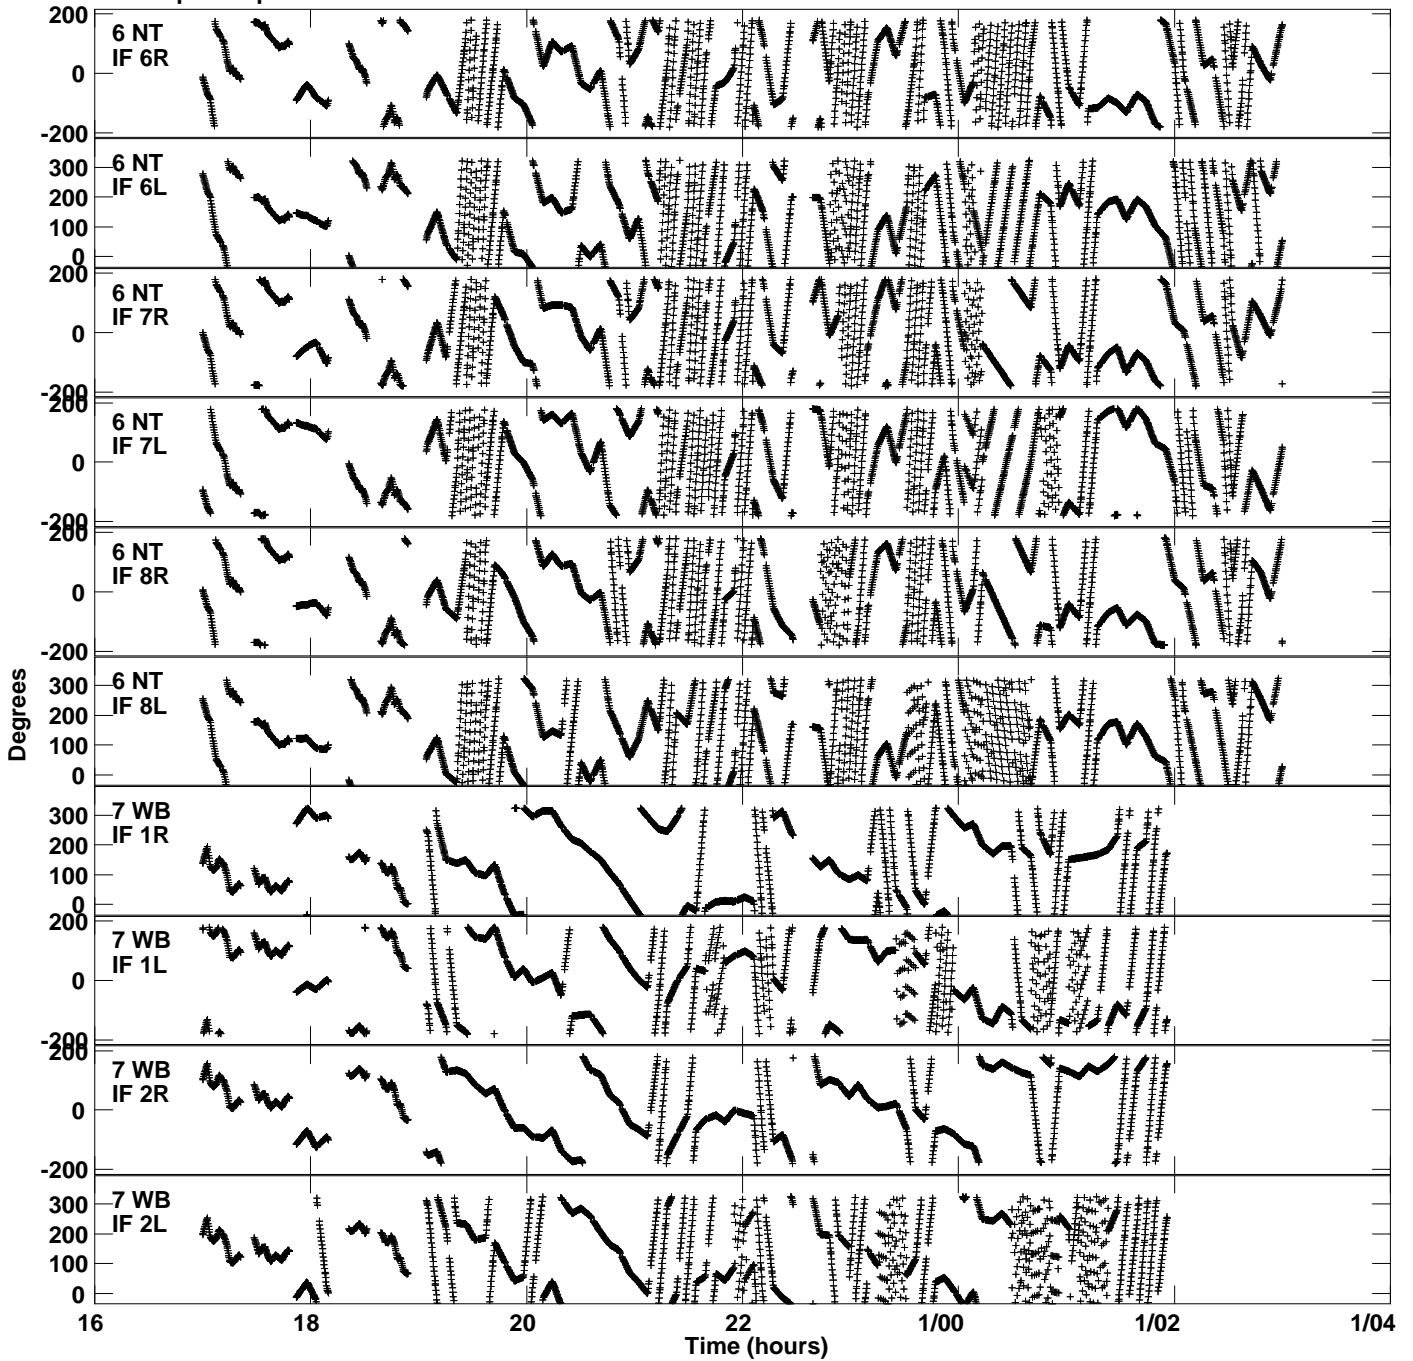 200
6 NT
IF 6R
0
-200
6 NT
IF 6L
300
200
100
0
200
6 NT
IF 7R
0
-200
200
6 NT
IF 7L
0
-200
200
6 NT
IF 8R
0
-200
6 NT
IF 8L
300
200
100
0
Degrees
7 WB
IF 1R
300
200
100
0
200
7 WB
IF 1L
0
-200
200
7 WB
IF 2R
0
-200
7 WB
IF 2L
300
200
100
0
16 18 20 22 1/00 1/02 1/04
Time (hours)